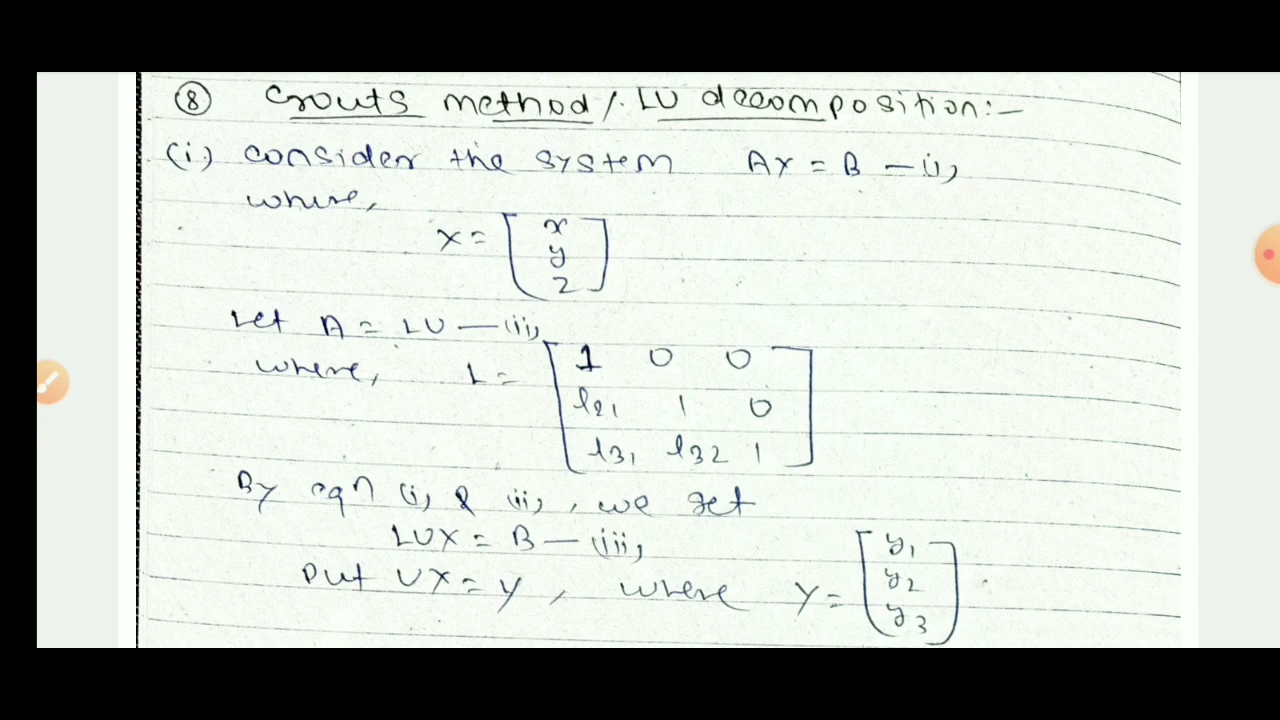 ⑧ Crouts method / LU decomposition:-
(i) consider the system AX = B — (i)
where,
X = [ x
y
z ]
Let A = LU — (ii)
where, L = [ 1 0 0
l21 1 0
l31 l32 1 ]
By eqn (i) & (ii), we get
LUX = B — (iii)
Put UX = Y, where Y = [ y1
y2
y3 ]